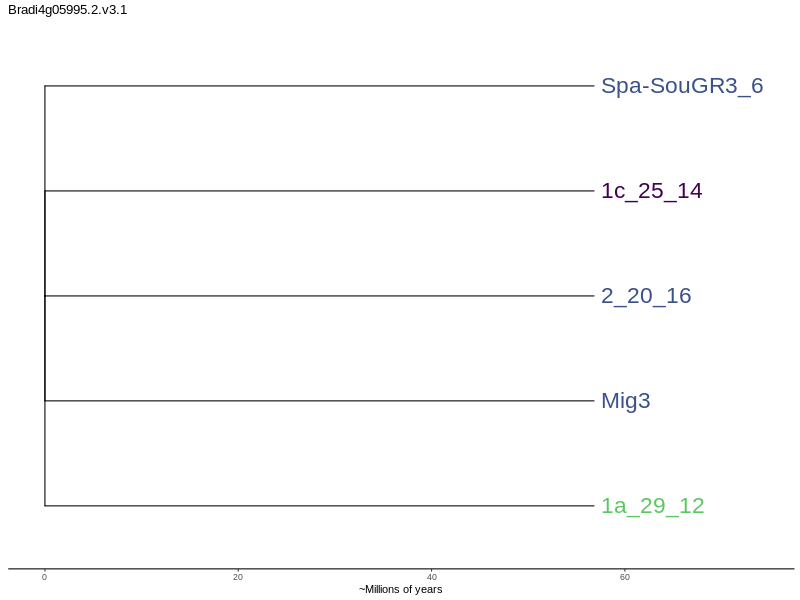 Bradi4g05995.2.v3.1
Spa-SouGR3_6
1c_25_14
2_20_16
Mig3
1a_29_12
0 20 40 60
~Millions of years